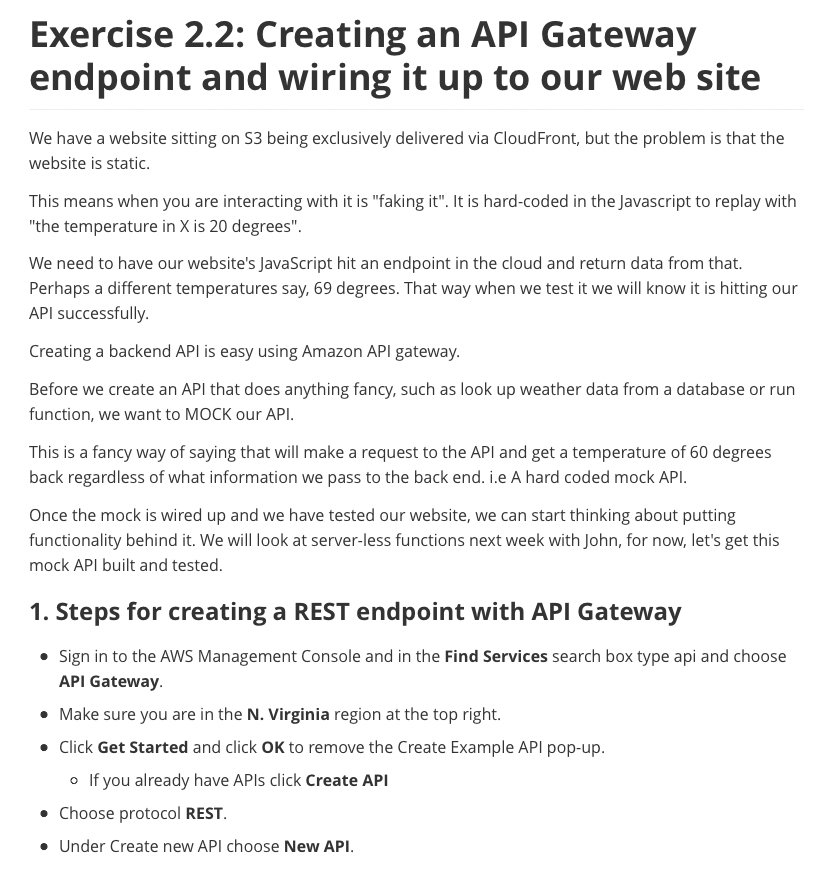 Exercise 2.2: Creating an API Gateway
endpoint and wiring it up to our web site
We have a website sitting on S3 being exclusively delivered via CloudFront, but the problem is that the
website is static.
This means when you are interacting with it is "faking it". It is hard-coded in the Javascript to replay with
"the temperature in X is 20 degrees".
We need to have our website's JavaScript hit an endpoint in the cloud and return data from that.
Perhaps a different temperatures say, 69 degrees. That way when we test it we will know it is hitting our
API successfully.
Creating a backend API is easy using Amazon API gateway.
Before we create an API that does anything fancy, such as look up weather data from a database or run
function, we want to MOCK our API.
This is a fancy way of saying that will make a request to the API and get a temperature of 60 degrees
back regardless of what information we pass to the back end. i.e A hard coded mock API.
Once the mock is wired up and we have tested our website, we can start thinking about putting
functionality behind it. We will look at server-less functions next week with John, for now, let's get this
mock API built and tested.
1. Steps for creating a REST endpoint with API Gateway
• Sign in to the AWS Management Console and in the Find Services search box type api and choose
API Gateway.
• Make sure you are in the N. Virginia region at the top right.
• Click Get Started and click OK to remove the Create Example API pop-up.
◦ If you already have APIs click Create API
• Choose protocol REST.
• Under Create new API choose New API.